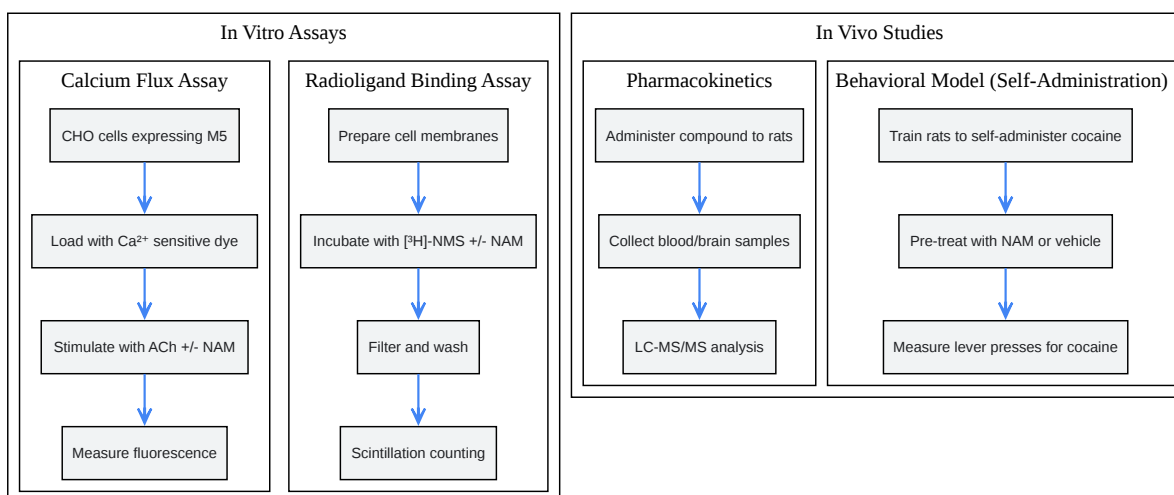 In Vitro Assays
Calcium Flux Assay
CHO cells expressing M5
Load with Ca²⁺ sensitive dye
Stimulate with ACh +/- NAM
Measure fluorescence
Radioligand Binding Assay
Prepare cell membranes
Incubate with [³H]-NMS +/- NAM
Filter and wash
Scintillation counting
In Vivo Studies
Pharmacokinetics
Administer compound to rats
Collect blood/brain samples
LC-MS/MS analysis
Behavioral Model (Self-Administration)
Train rats to self-administer cocaine
Pre-treat with NAM or vehicle
Measure lever presses for cocaine